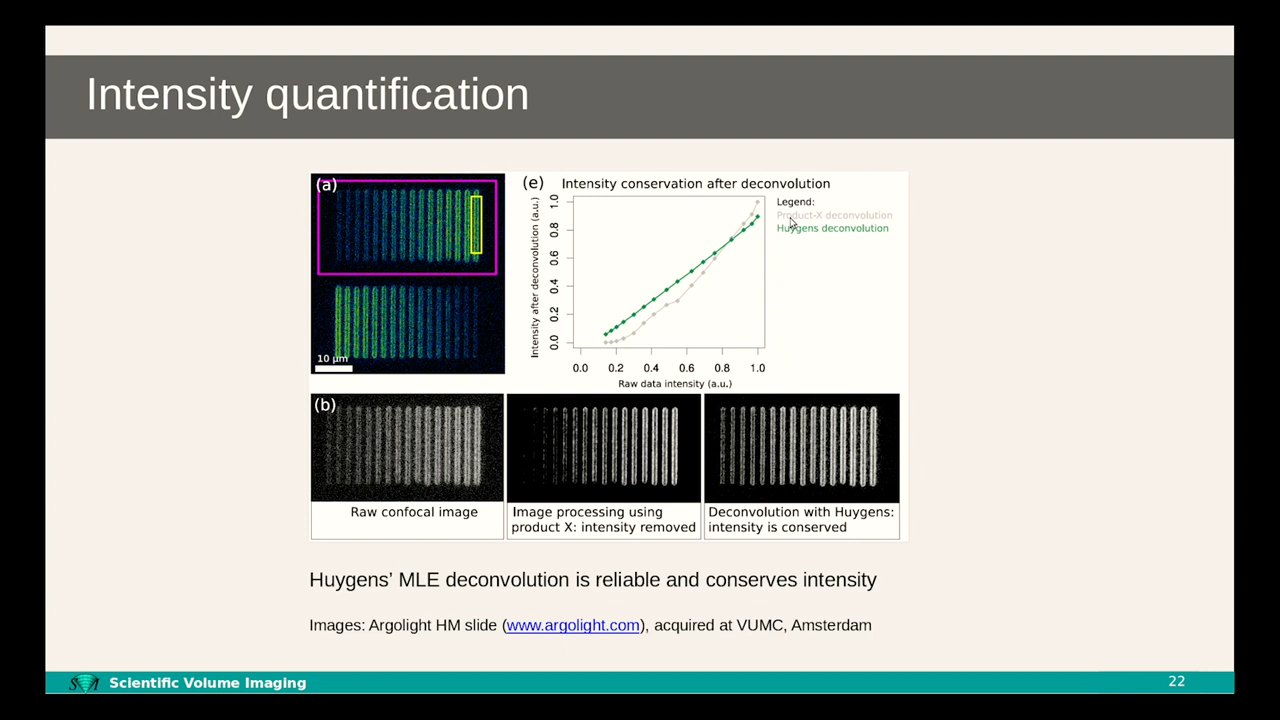 Intensity quantification
(a)
10 μm
(e) Intensity conservation after deconvolution
Intensity after deconvolution (a.u.)
1.0
0.8
0.6
0.4
0.2
0.0
0.0 0.2 0.4 0.6 0.8 1.0
Raw data intensity (a.u.)
Legend:
Product-X deconvolution
Huygens deconvolution
(b)
Raw confocal image
Image processing using
product X: intensity removed
Deconvolution with Huygens:
intensity is conserved
Huygens’ MLE deconvolution is reliable and conserves intensity
Images: Argolight HM slide (www.argolight.com), acquired at VUMC, Amsterdam
SVI Scientific Volume Imaging
22